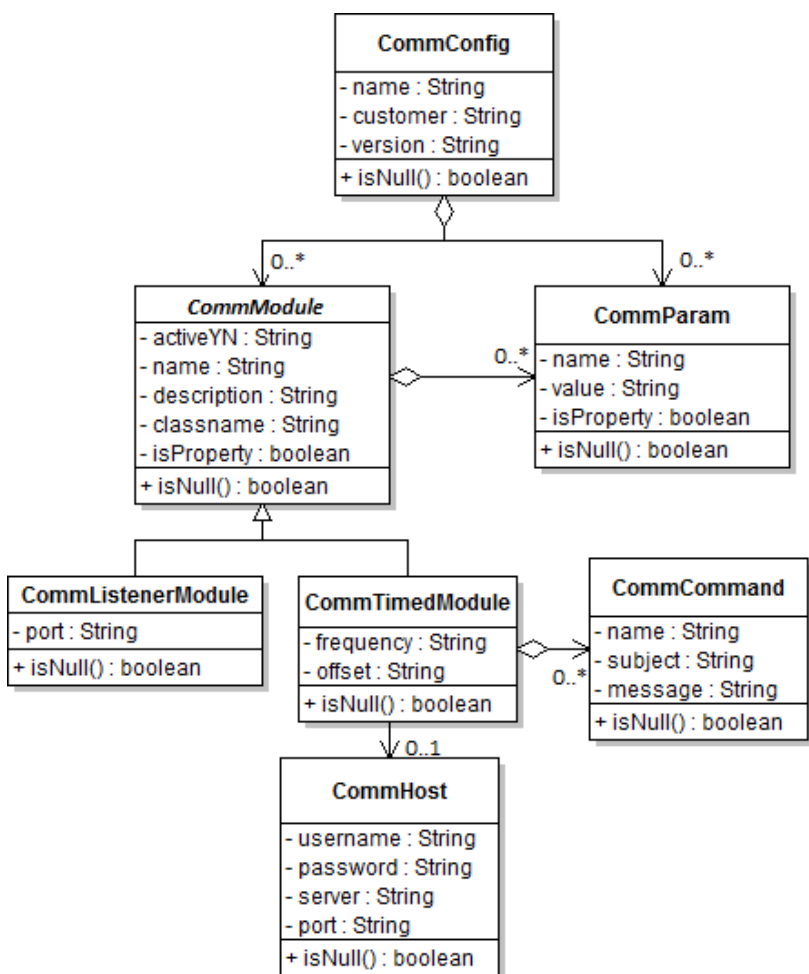 CommConfig
- name : String
- customer : String
- version : String
+ isNull() : boolean
0..*
0..*
CommModule
- activeYN : String
- name : String
- description : String
- classname : String
- isProperty : boolean
+ isNull() : boolean
0..*
CommParam
- name : String
- value : String
- isProperty : boolean
+ isNull() : boolean
CommListenerModule
- port : String
+ isNull() : boolean
CommTimedModule
- frequency : String
- offset : String
+ isNull() : boolean
0..*
CommCommand
- name : String
- subject : String
- message : String
+ isNull() : boolean
0..1
CommHost
- username : String
- password : String
- server : String
- port : String
+ isNull() : boolean